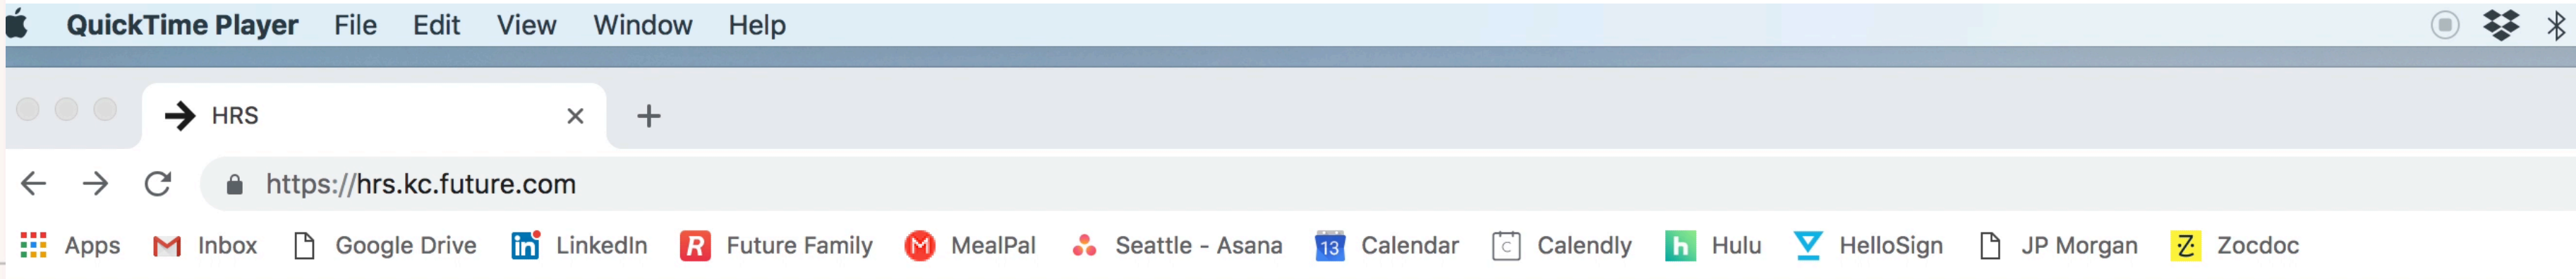 QuickTime Player File Edit View Window Help
HRS
https://hrs.kc.future.com
Apps Inbox Google Drive in LinkedIn R Future Family M MealPal Seattle - Asana 13 Calendar C Calendly h Hulu HelloSign JP Morgan Z Zocdoc